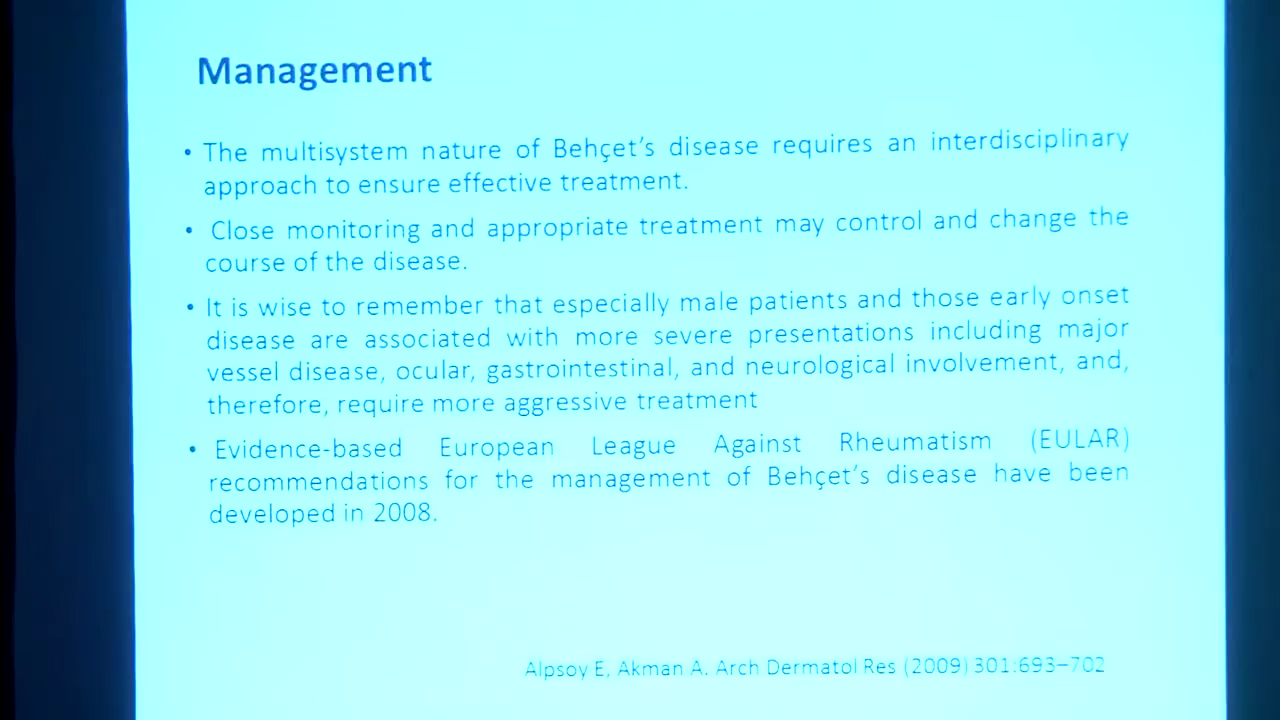 Management
• The multisystem nature of Behçet’s disease requires an interdisciplinary
approach to ensure effective treatment.
• Close monitoring and appropriate treatment may control and change the
course of the disease.
• It is wise to remember that especially male patients and those early onset
disease are associated with more severe presentations including major
vessel disease, ocular, gastrointestinal, and neurological involvement, and,
therefore, require more aggressive treatment
• Evidence-based European League Against Rheumatism (EULAR)
recommendations for the management of Behçet’s disease have been
developed in 2008.
Alpsoy E, Akman A. Arch Dermatol Res (2009) 301:693–702